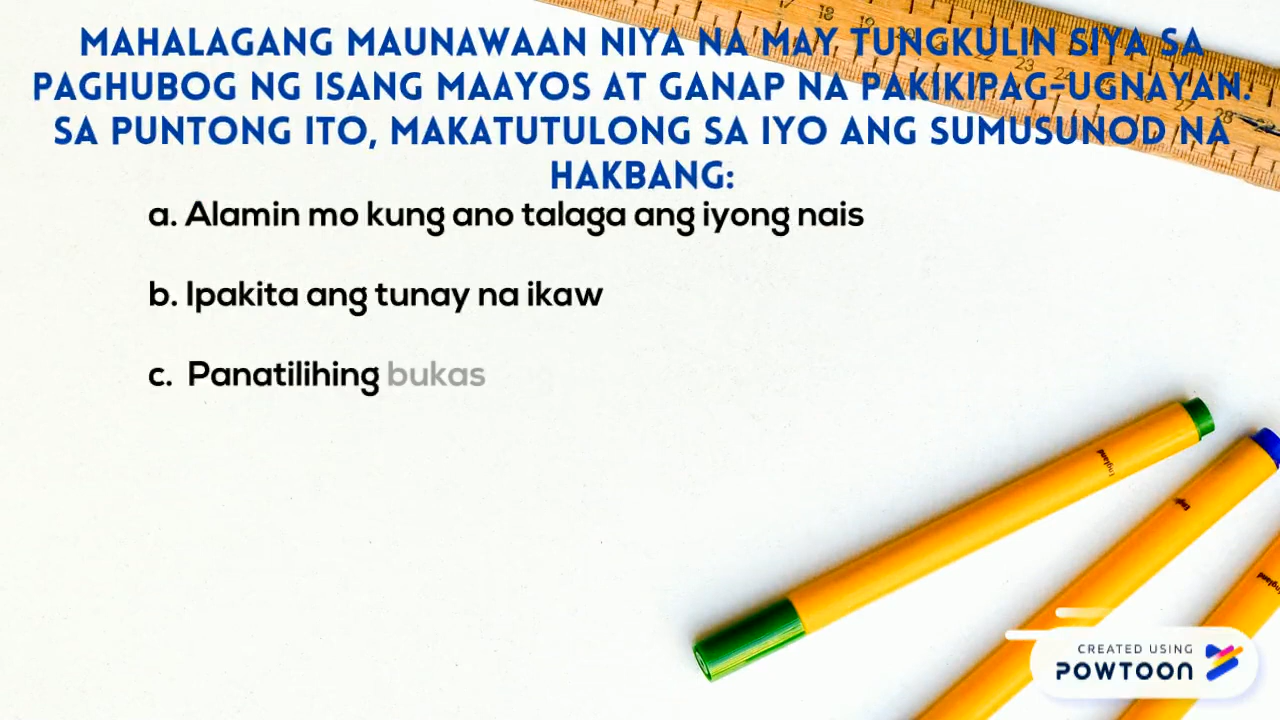 MAHALAGANG MAUNAWAAN NIYA NA MAY TUNGKULIN SIYA SA
PAGHUBOG NG ISANG MAAYOS AT GANAP NA PAKIKIPAG-UGNAYAN.
SA PUNTONG ITO, MAKATUTULONG SA IYO ANG SUMUSUNOD NA
HAKBANG:
a. Alamin mo kung ano talaga ang iyong nais
b. Ipakita ang tunay na ikaw
c. Panatilihing bukas
England
CREATED USING
POWTOON